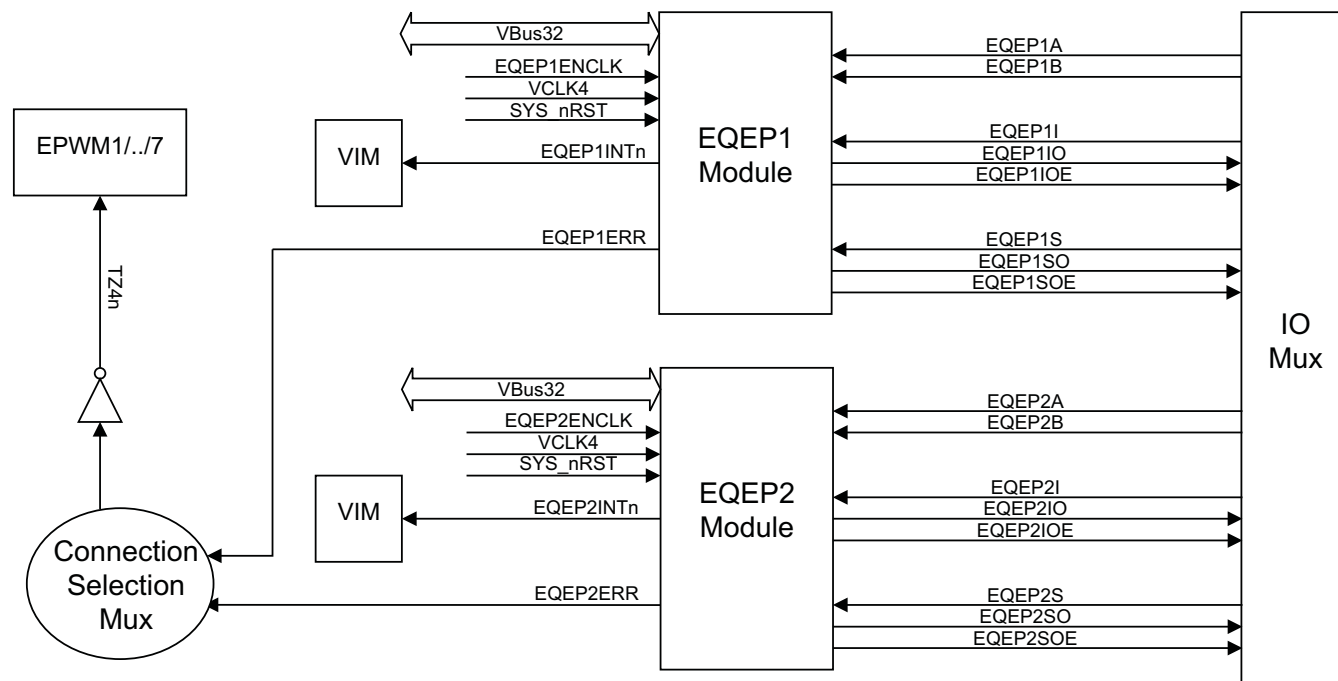 VBus32
EQEP1ENCLK
VCLK4
SYS_nRST
EQEP1INTn
EQEP1ERR
VIM
EPWM1/../7
TZ4n
EQEP1
Module
EQEP1A
EQEP1B
EQEP1I
EQEP1IO
EQEP1IOE
EQEP1S
EQEP1SO
EQEP1SOE
IO
Mux
VBus32
EQEP2ENCLK
VCLK4
SYS_nRST
EQEP2INTn
EQEP2ERR
VIM
Connection
Selection
Mux
EQEP2
Module
EQEP2A
EQEP2B
EQEP2I
EQEP2IO
EQEP2IOE
EQEP2S
EQEP2SO
EQEP2SOE